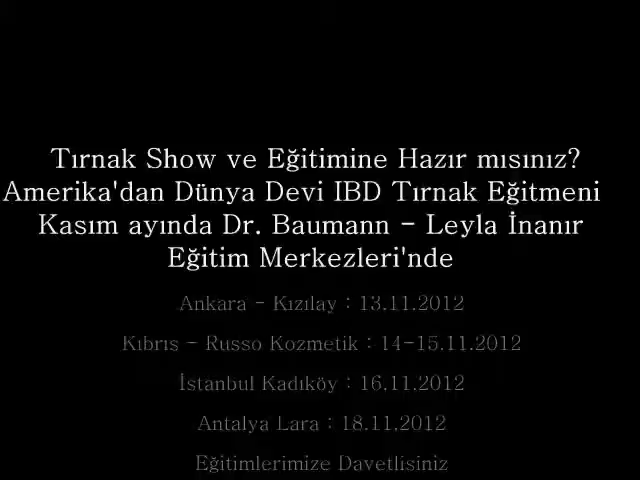 Tırnak Show ve Eğitimine Hazır mısınız?
Amerika'dan Dünya Devi IBD Tırnak Eğitmeni
Kasım ayında Dr. Baumann - Leyla İnanır
Eğitim Merkezleri'nde
Ankara - Kızılay : 13.11.2012
Kıbrıs - Russo Kozmetik : 14-15.11.2012
İstanbul Kadıköy : 16.11.2012
Antalya Lara : 18.11.2012
Eğitimlerimize Davetlisiniz